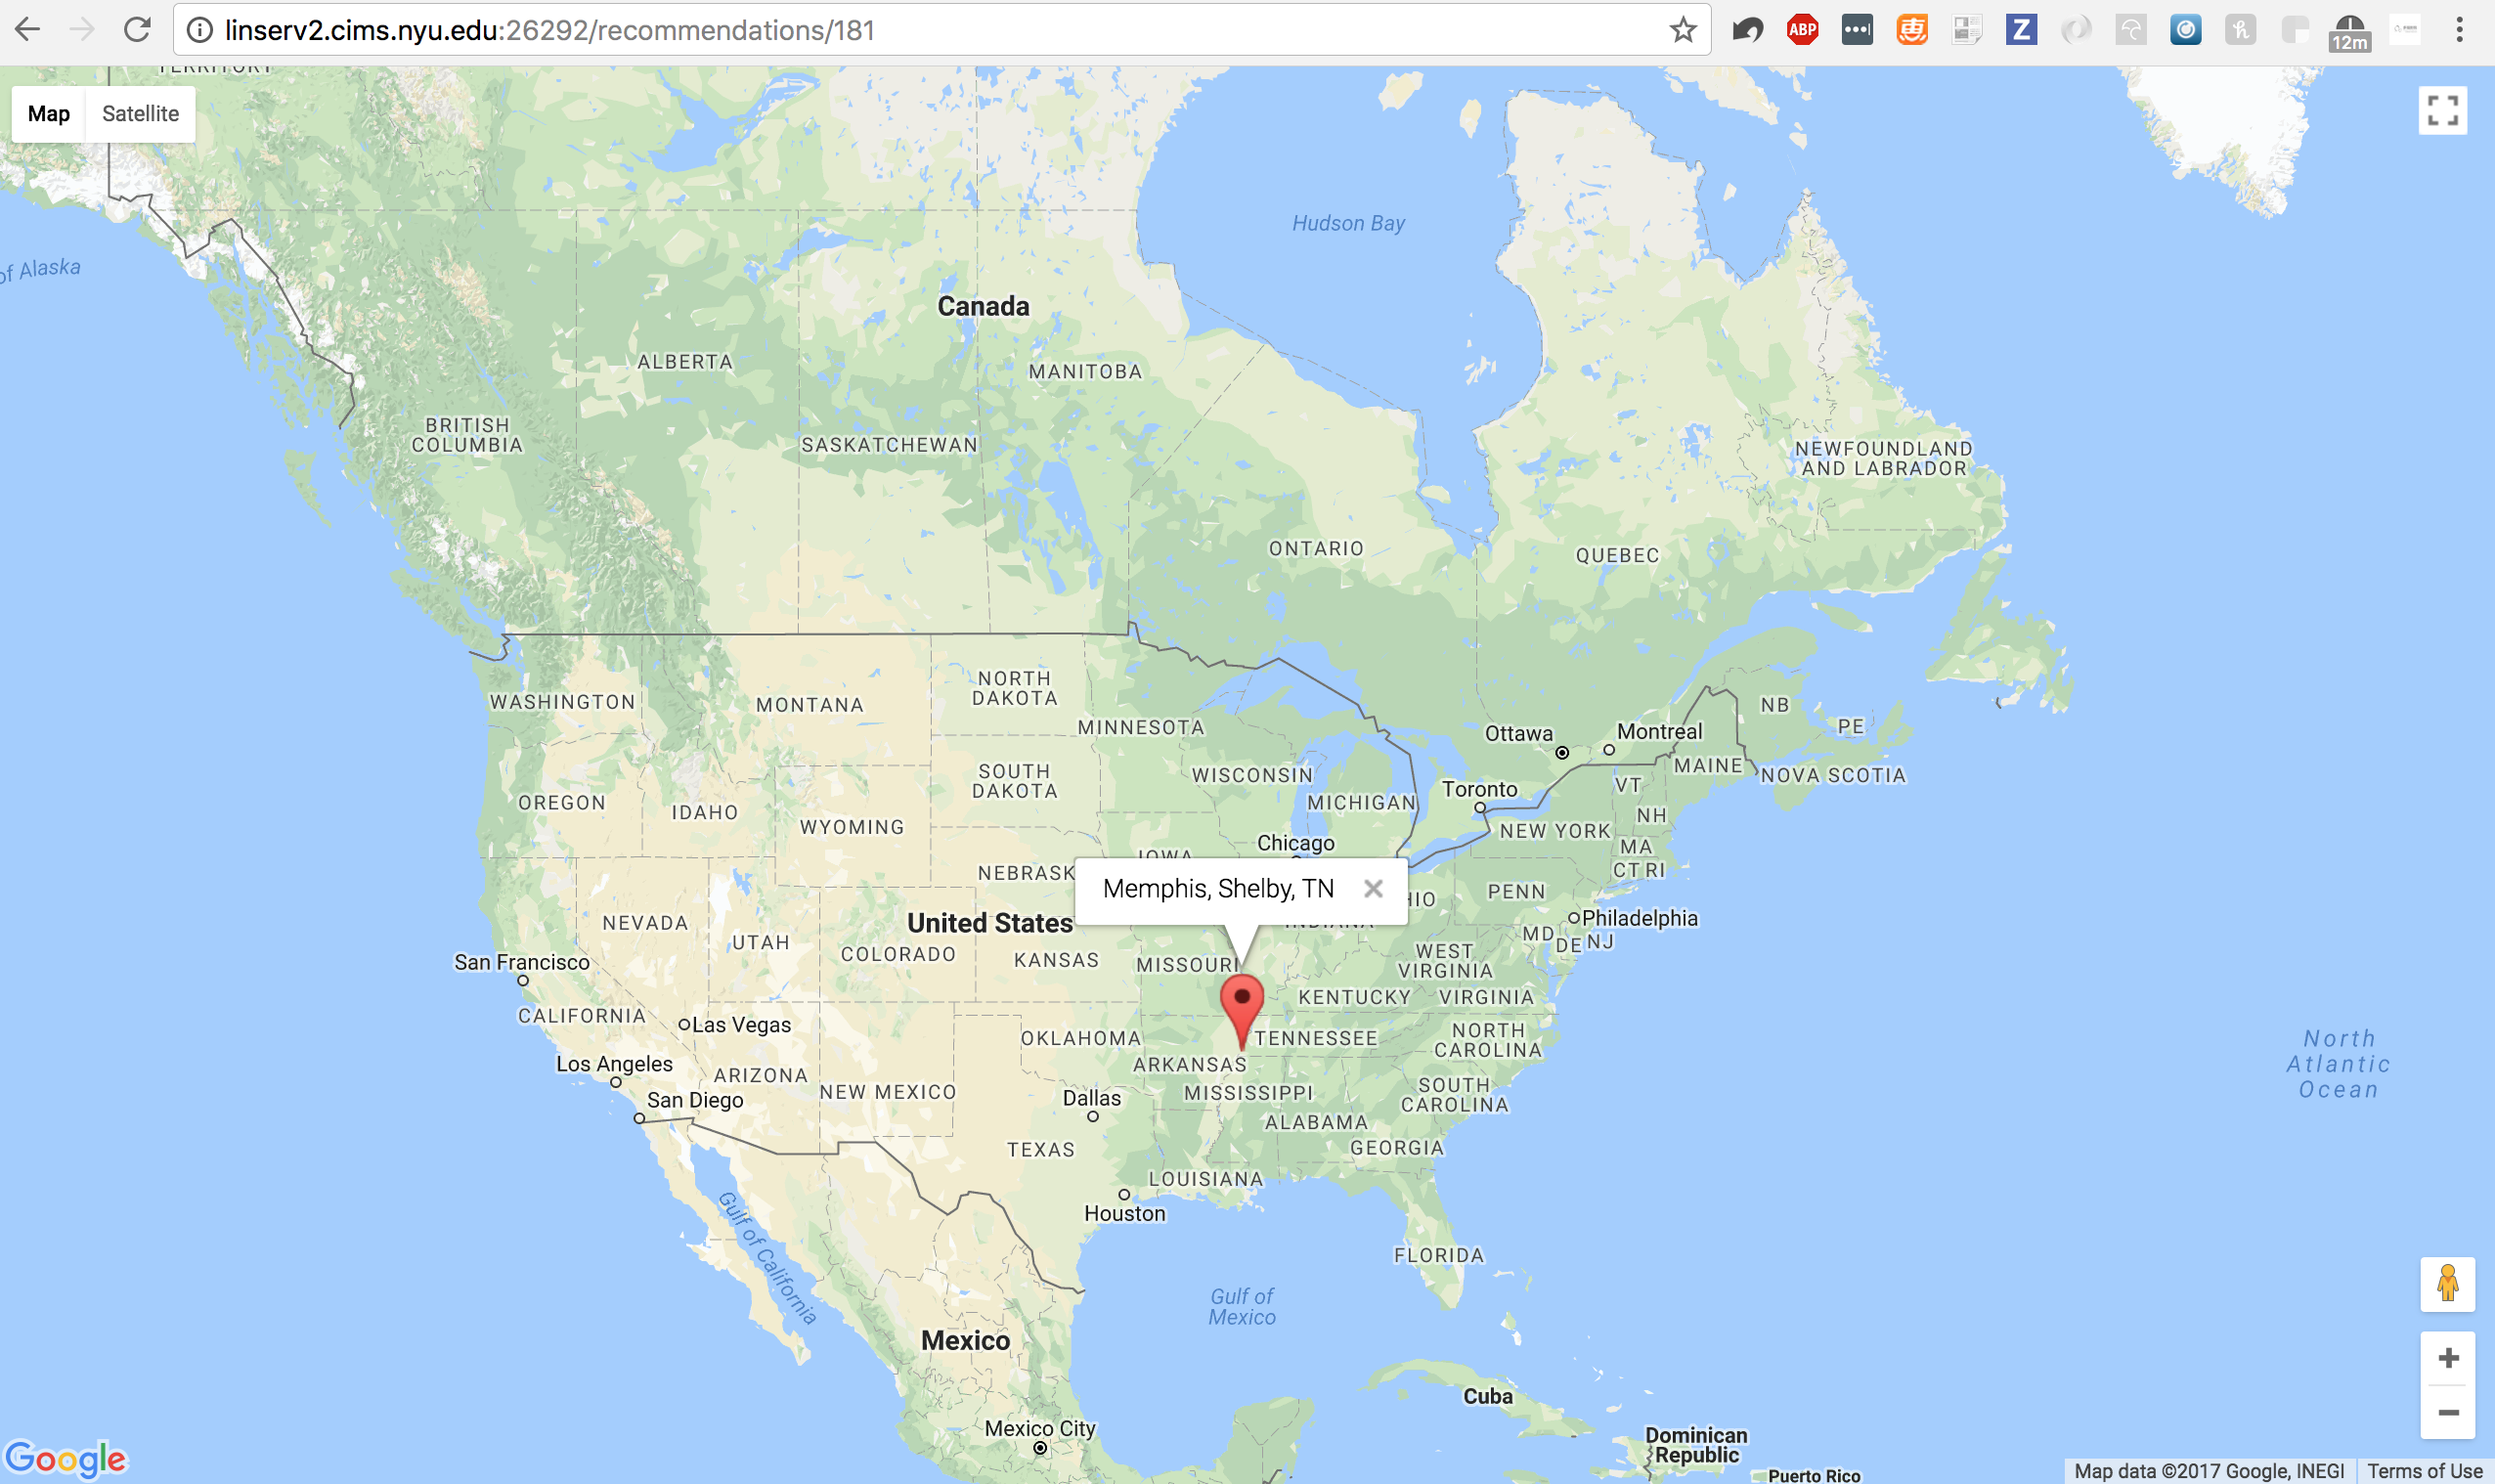 linserv2.cims.nyu.edu:26292/recommendations/181
ABP
恵
Z
h
12m
TERRITORY
Map
Satellite
of Alaska
Hudson Bay
Canada
ALBERTA
MANITOBA
BRITISH
COLUMBIA
SASKATCHEWAN
NEWFOUNDLAND
AND LABRADOR
ONTARIO
QUEBEC
WASHINGTON
MONTANA
NORTH
DAKOTA
MINNESOTA
Ottawa
Montreal
NB
PE
MAINE
NOVA SCOTIA
SOUTH
DAKOTA
WISCONSIN
MICHIGAN
Toronto
VT
NH
OREGON
IDAHO
WYOMING
NEW YORK
MA
CT
RI
IOWA
Chicago
NEBRASK
Memphis, Shelby, TN
HIO
PENN
Philadelphia
NEVADA
UTAH
United States
COLORADO
KANSAS
MISSOURI
INDIANA
WEST
VIRGINIA
MD
DE
NJ
San Francisco
CALIFORNIA
Las Vegas
KENTUCKY
VIRGINIA
OKLAHOMA
TENNESSEE
NORTH
CAROLINA
Los Angeles
ARIZONA
NEW MEXICO
ARKANSAS
MISSISSIPPI
SOUTH
CAROLINA
San Diego
Dallas
ALABAMA
TEXAS
GEORGIA
LOUISIANA
Houston
North
Atlantic
Ocean
Gulf of California
FLORIDA
Gulf of
Mexico
Mexico
Cuba
Mexico City
Dominican
Republic
Puerto Rico
Google
Map data ©2017 Google, INEGI
Terms of Use